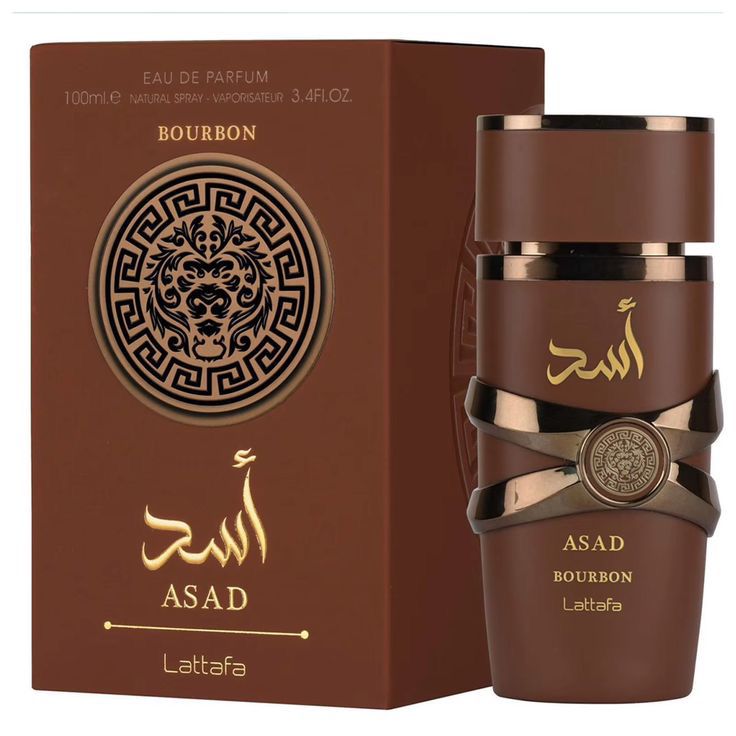 EAU DE PARFUM
100ml.e NATURAL SPRAY - VAPORISATEUR 3.4FL.OZ.
BOURBON
أسد
ASAD
Lattafa
أسد
ASAD
BOURBON
Lattafa